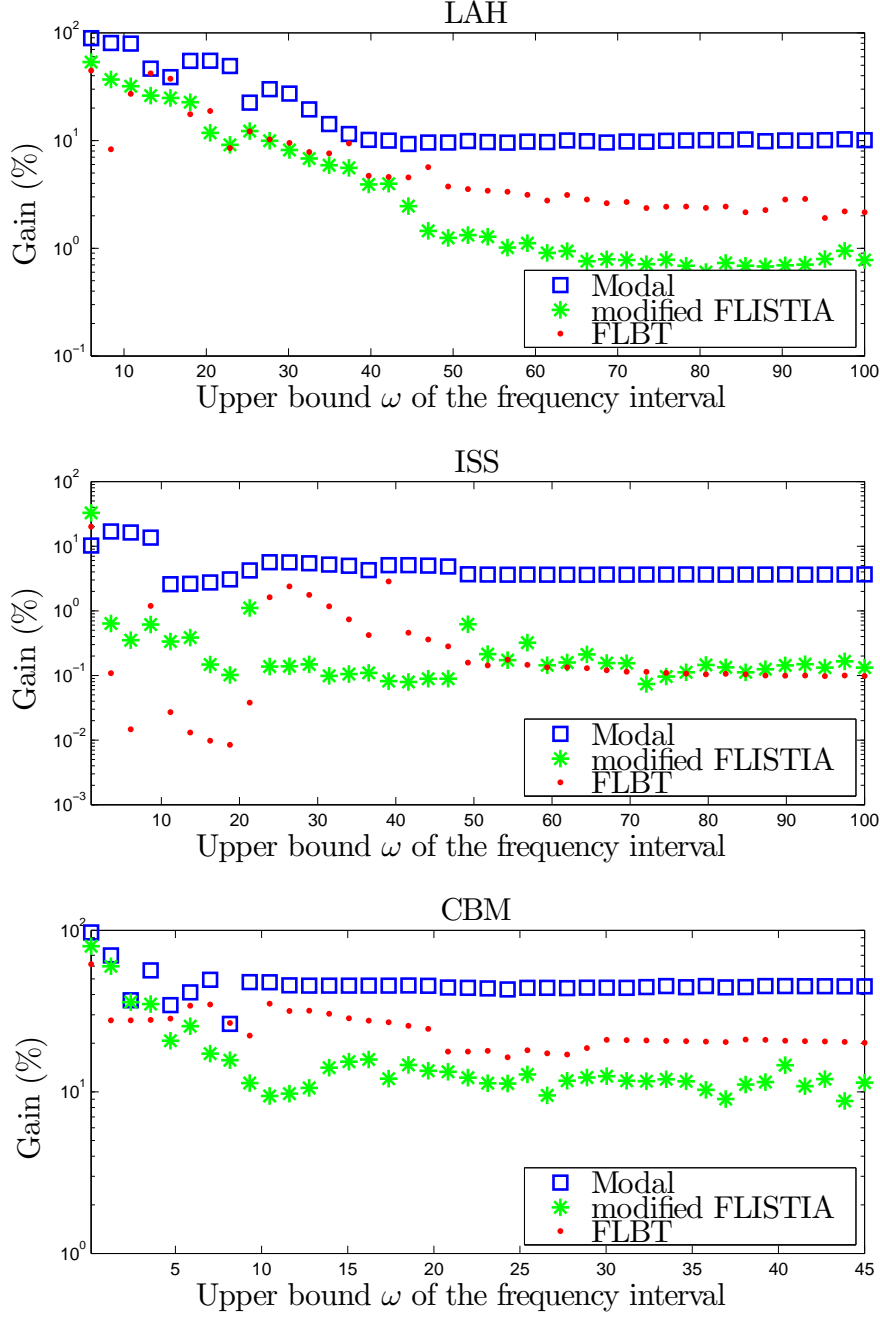 LAH
10^2
10^1
10^0
10^-1
Gain (%)
Modal
modified FLISTIA
FLBT
10 20 30 40 50 60 70 80 90 100
Upper bound ω of the frequency interval
ISS
10^2
10^1
10^0
10^-1
10^-2
10^-3
Gain (%)
Modal
modified FLISTIA
FLBT
10 20 30 40 50 60 70 80 90 100
Upper bound ω of the frequency interval
CBM
10^2
10^1
10^0
Gain (%)
Modal
modified FLISTIA
FLBT
5 10 15 20 25 30 35 40 45
Upper bound ω of the frequency interval